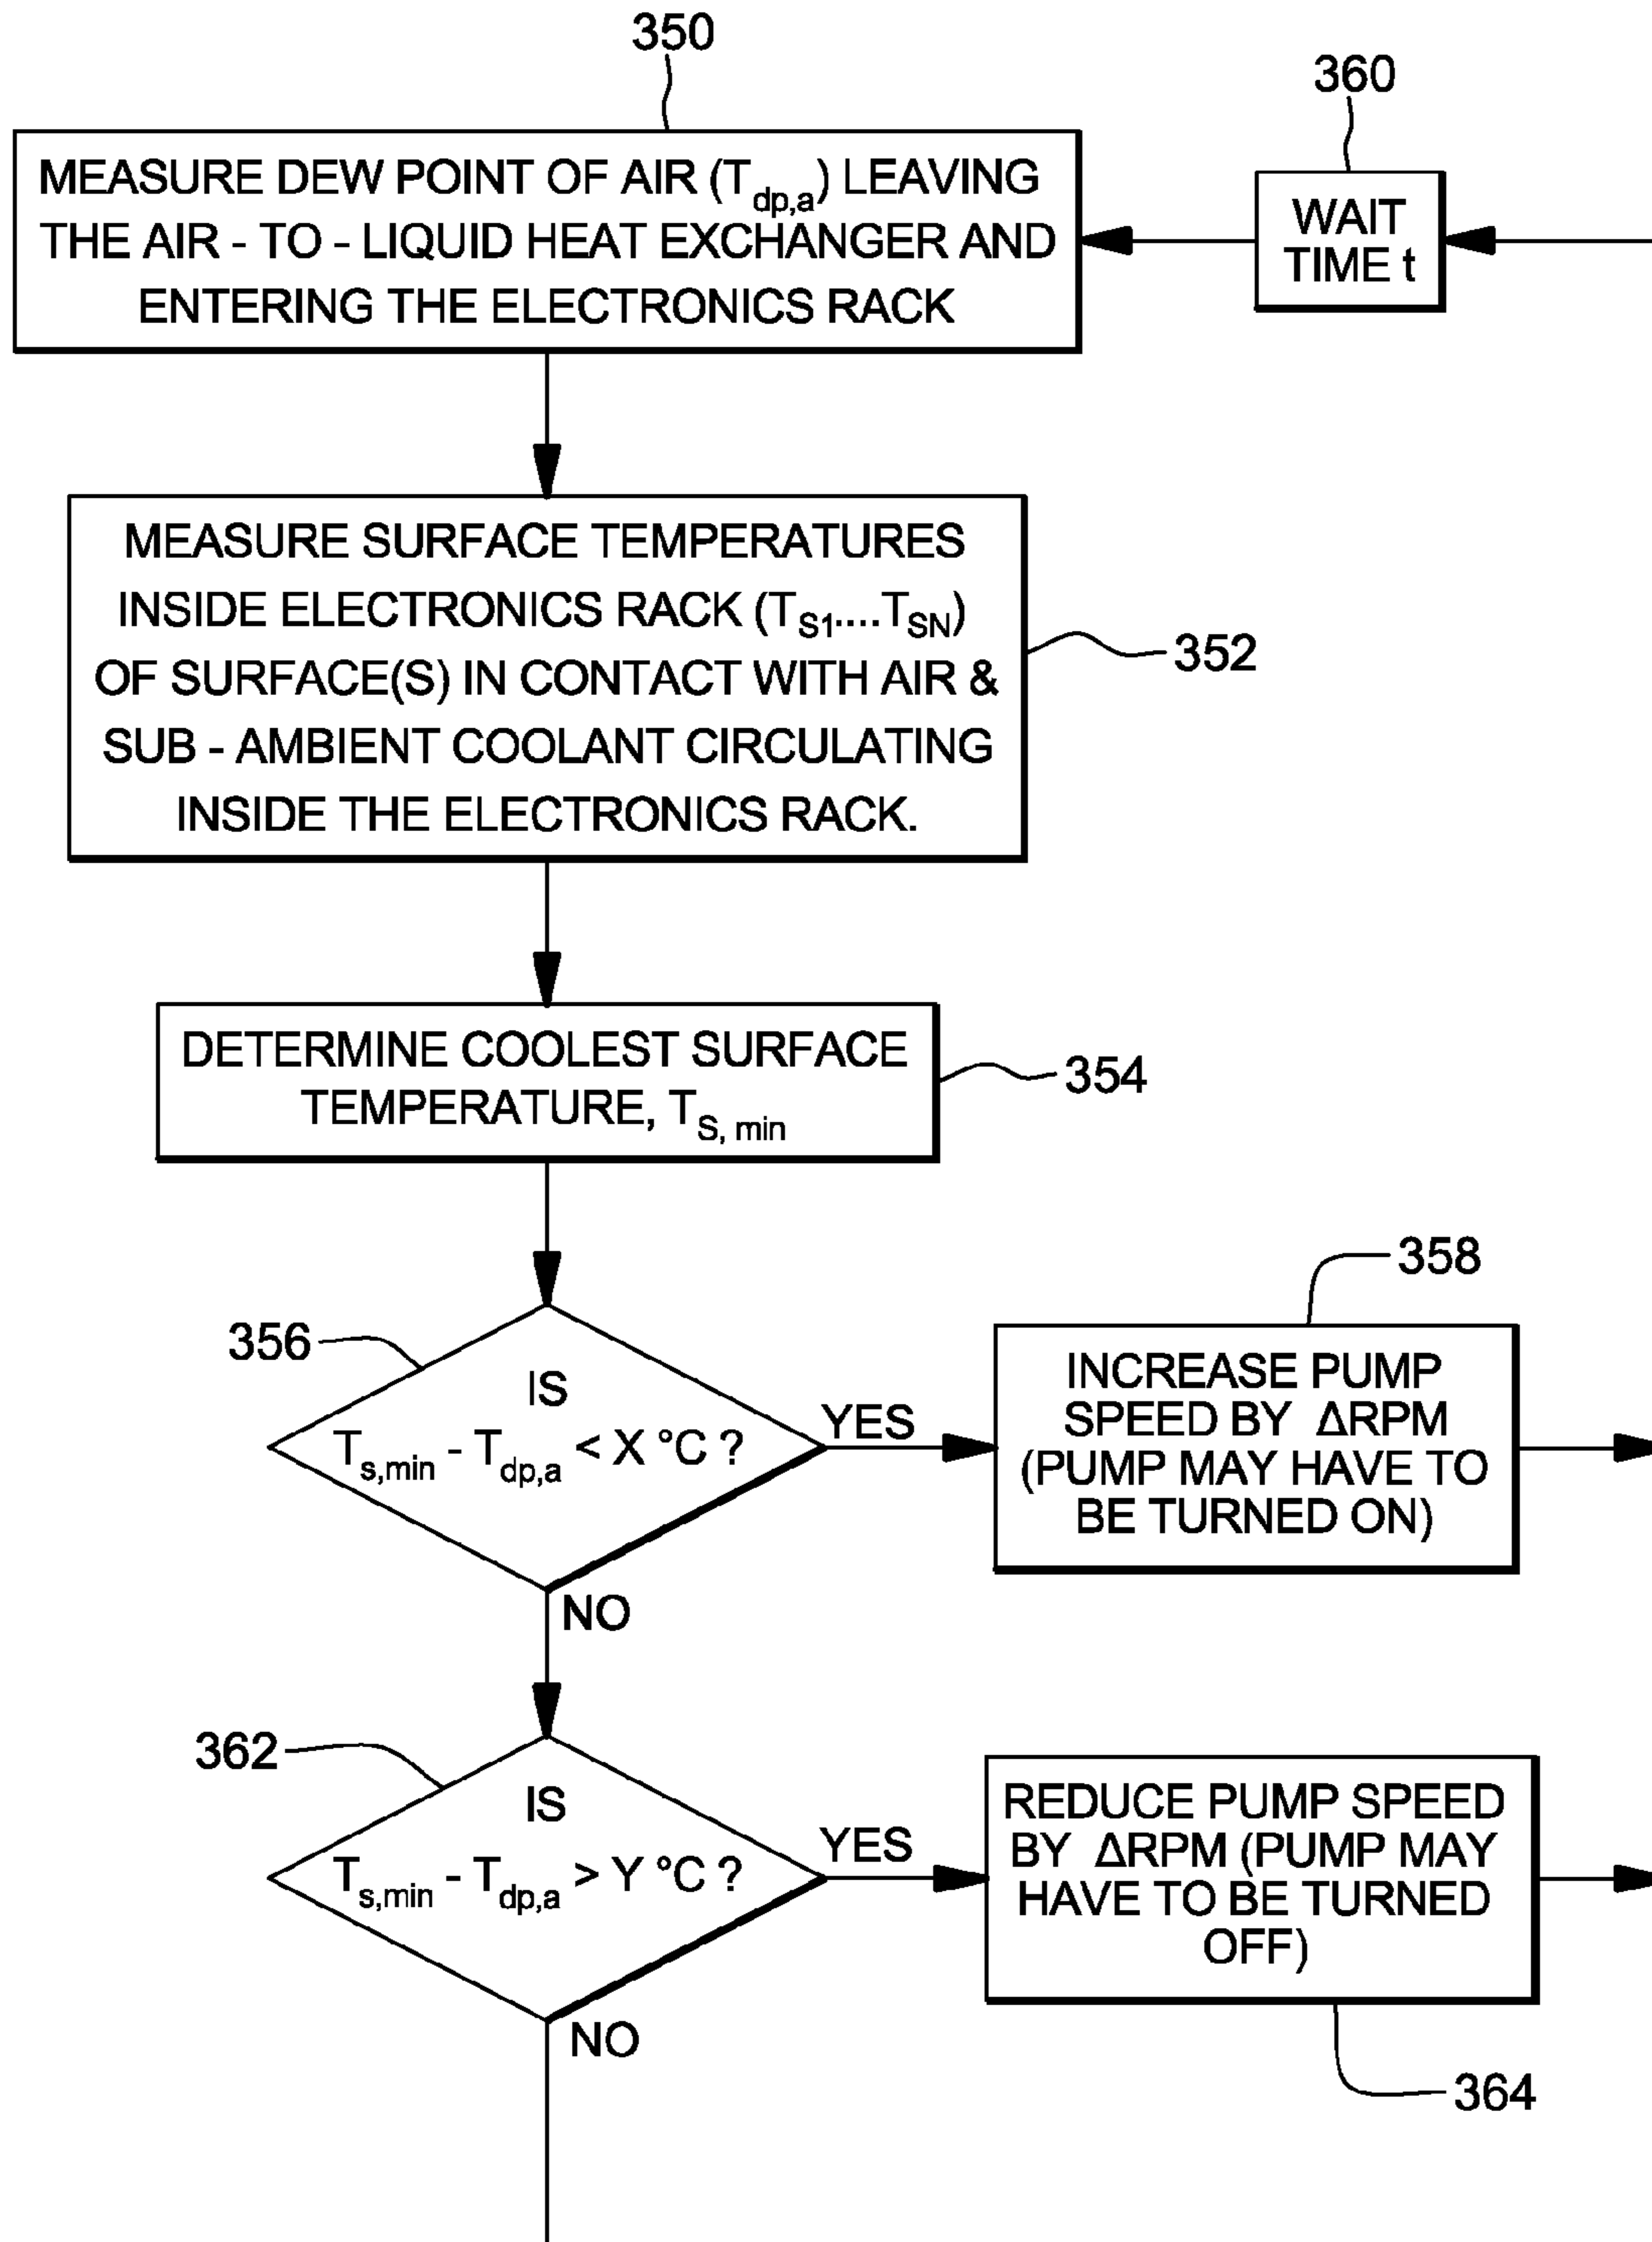 350
360
MEASURE DEW POINT OF AIR (Tdp,a) LEAVING
THE AIR - TO - LIQUID HEAT EXCHANGER AND
ENTERING THE ELECTRONICS RACK
WAIT
TIME t
MEASURE SURFACE TEMPERATURES
INSIDE ELECTRONICS RACK (TS1....TSN)
OF SURFACE(S) IN CONTACT WITH AIR &
SUB - AMBIENT COOLANT CIRCULATING
INSIDE THE ELECTRONICS RACK.
352
DETERMINE COOLEST SURFACE
TEMPERATURE, TS, min
354
356
IS
Ts,min - Tdp,a < X °C ?
YES
NO
358
INCREASE PUMP
SPEED BY ΔRPM
(PUMP MAY HAVE TO
BE TURNED ON)
362
IS
Ts,min - Tdp,a > Y °C ?
YES
NO
REDUCE PUMP SPEED
BY ΔRPM (PUMP MAY
HAVE TO BE TURNED
OFF)
364